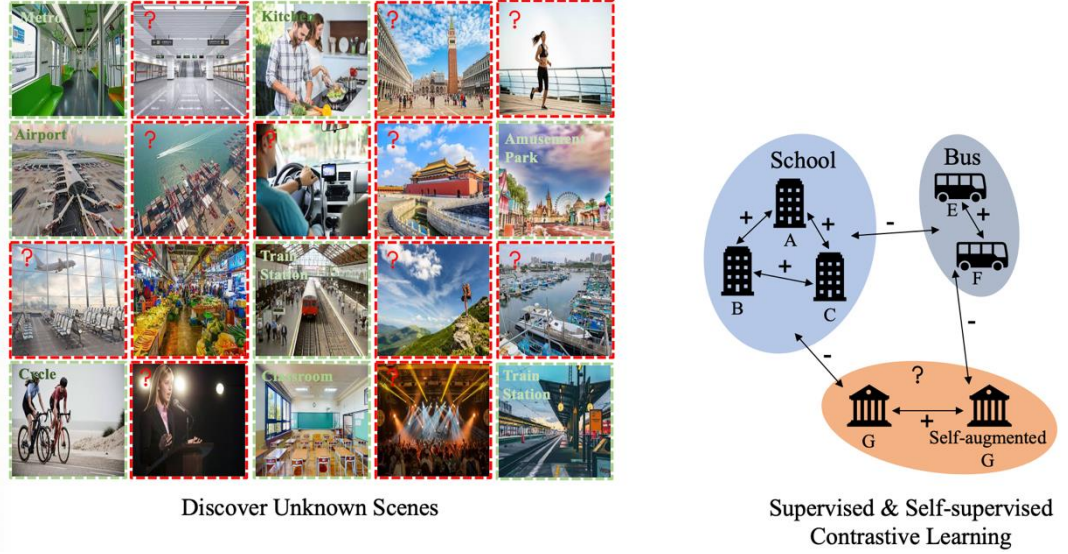 Metro
?
Kitchen
?
?
Airport
?
?
?
Amusement
Park
?
?
Train
Station
?
?
Cycle
?
Classroom
?
Train
Station
Discover Unknown Scenes
School
+
A
+
+
B
C
Bus
E
+
F
-
-
-
?
+
G
Self-augmented
G
Supervised & Self-supervised
Contrastive Learning